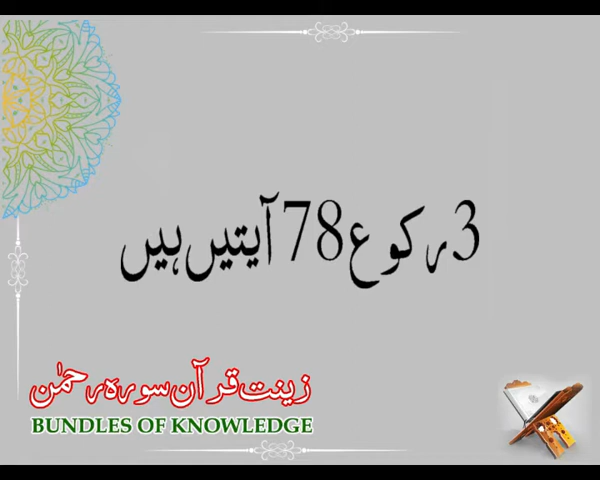 3 رکوع 78 آیتیں ہیں
زینت قرآن سورہ رحمٰن
BUNDLES OF KNOWLEDGE